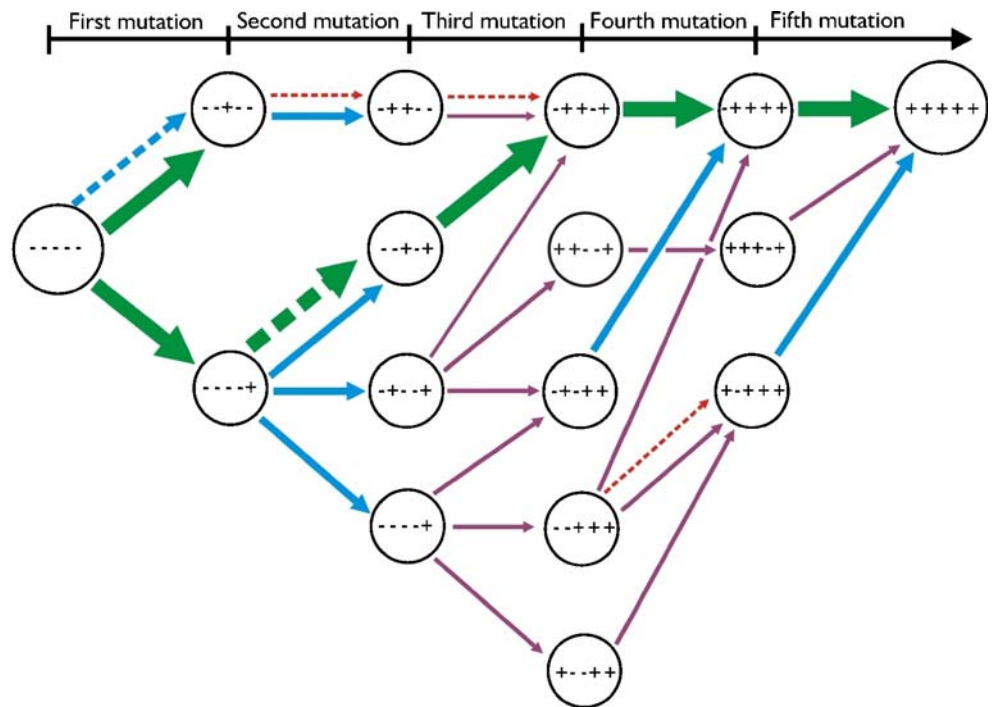 First mutation Second mutation Third mutation Fourth mutation Fifth mutation
--+-- -++-- -++-+ -++++ +++++
----- --+-+ ++--+ +++-+
----+ -+--+ -+-++ +-+++
----+ --+++
+--++